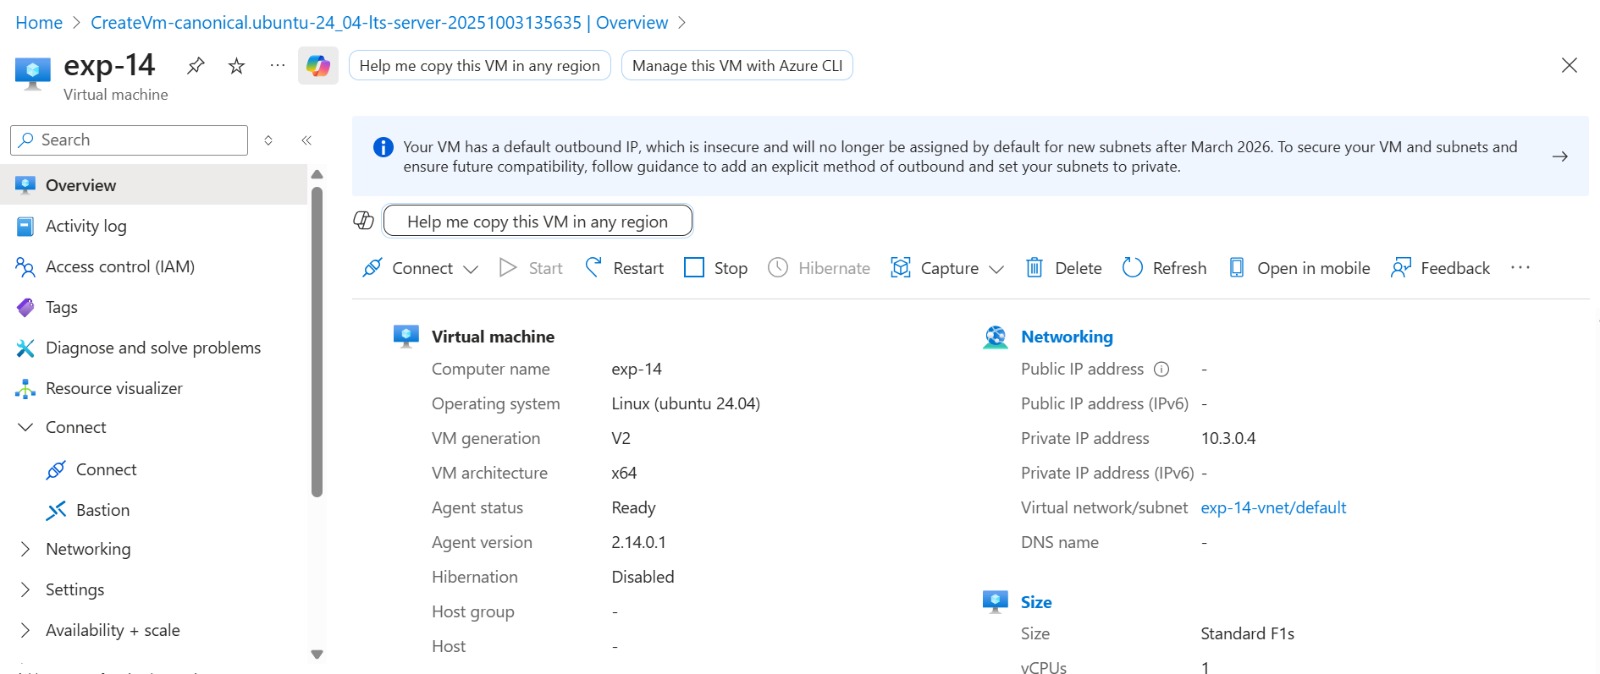 Home > CreateVm-canonical.ubuntu-24_04-lts-server-20251003135635 | Overview >
exp-14
Virtual machine
Help me copy this VM in any region
Manage this VM with Azure CLI
Search
Overview
Activity log
Access control (IAM)
Tags
Diagnose and solve problems
Resource visualizer
Connect
Connect
Bastion
Networking
Settings
Availability + scale
Your VM has a default outbound IP, which is insecure and will no longer be assigned by default for new subnets after March 2026. To secure your VM and subnets and
ensure future compatibility, follow guidance to add an explicit method of outbound and set your subnets to private.
Help me copy this VM in any region
Connect Start Restart Stop Hibernate Capture Delete Refresh Open in mobile Feedback ...
Virtual machine
Computer name exp-14
Operating system Linux (ubuntu 24.04)
VM generation V2
VM architecture x64
Agent status Ready
Agent version 2.14.0.1
Hibernation Disabled
Host group -
Host -
Networking
Public IP address -
Public IP address (IPv6) -
Private IP address 10.3.0.4
Private IP address (IPv6) -
Virtual network/subnet exp-14-vnet/default
DNS name -
Size
Size Standard F1s
vCPUs 1